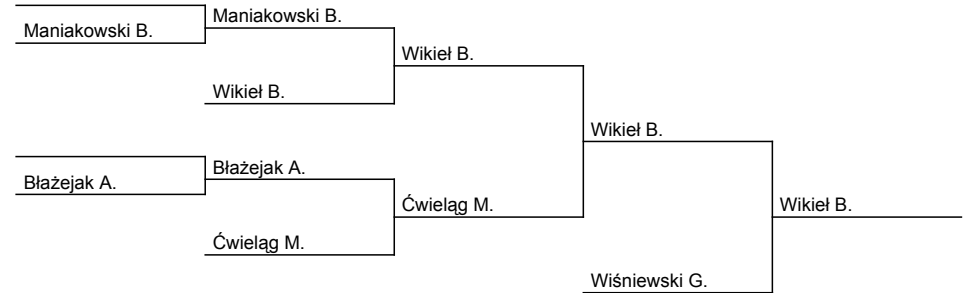 Maniakowski B.
Maniakowski B.
Wikieł B.
Wikieł B.
Wikieł B.
Błażejak A.
Błażejak A.
Ćwieląg M.
Wikieł B.
Ćwieląg M.
Wiśniewski G.